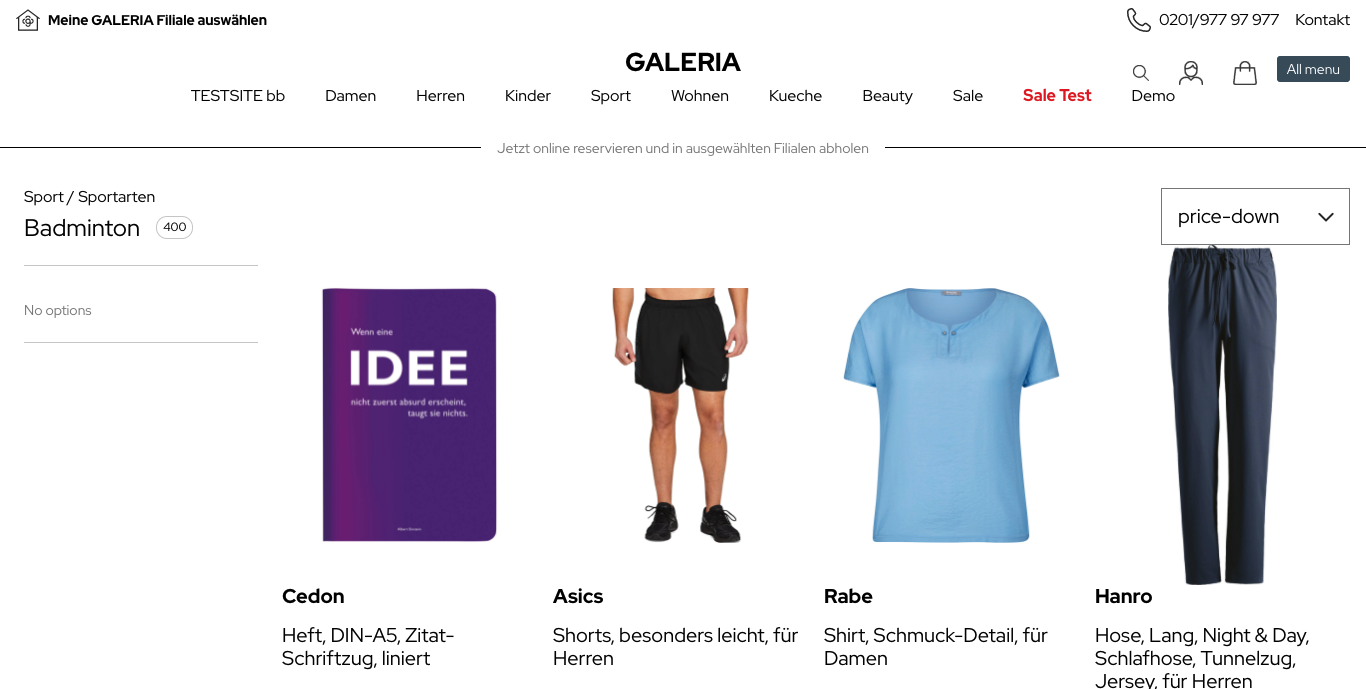 Meine GALERIA Filiale auswählen
0201/977 97 977 Kontakt
GALERIA
All menu
TESTSITE bb Damen Herren Kinder Sport Wohnen Kueche Beauty Sale Sale Test Demo
Jetzt online reservieren und in ausgewählten Filialen abholen
Sport / Sportarten
Badminton 400
price-down
No options
Wenn eine
IDEE
nicht zuerst absurd erscheint,
taugt sie nichts.
Cedon
Heft, DIN-A5, Zitat-
Schriftzug, liniert
Asics
Shorts, besonders leicht, für
Herren
Rabe
Shirt, Schmuck-Detail, für
Damen
Hanro
Hose, Lang, Night & Day,
Schlafhose, Tunnelzug,
Jersey, für Herren